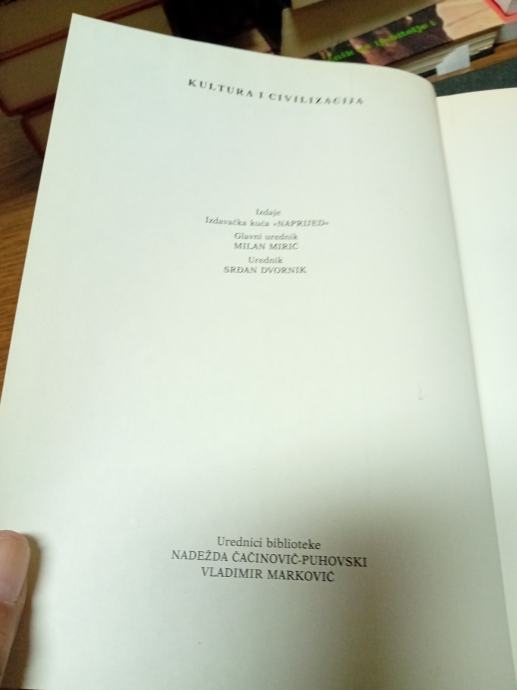 KULTURA I CIVILIZACIJA
Izdaje
Izdavačka kuća »NAPRIJED«
Glavni urednik
MILAN MIRIĆ
Urednik
SRĐAN DVORNIK
Urednici biblioteke
NADEŽDA ČAČINOVIČ-PUHOVSKI
VLADIMIR MARKOVIĆ